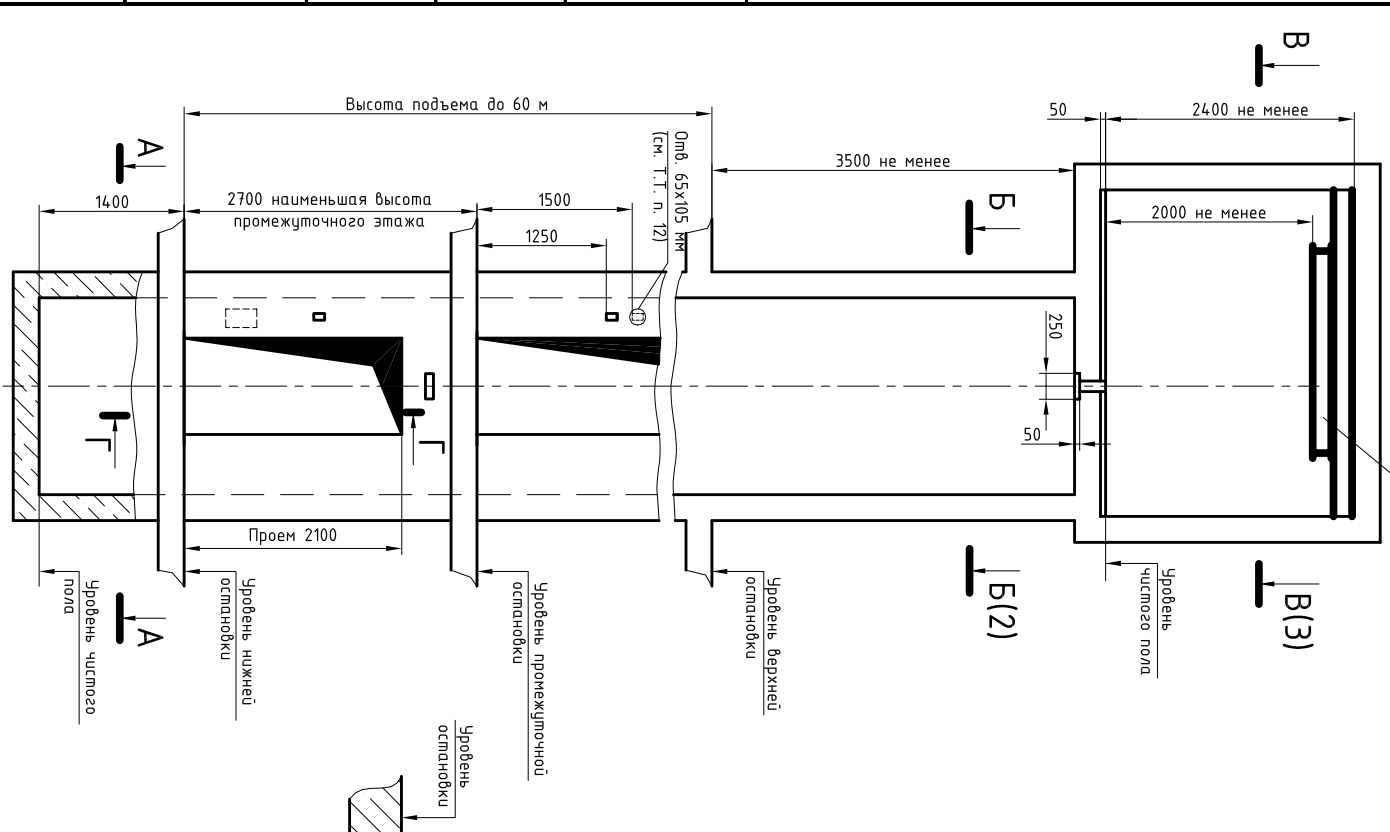 В
Высота подъема до 60 м
50
2400 не менее
А
Отв. 65х105 мм
(см. Т.Т. п. 12)
3500 не менее
1400
2700 наименьшая высота
промежуточного этажа
1500
Б
2000 не менее
1250
250
Г
Г
50
Проем 2100
Уровень чистого
пола
А
Уровень нижней
остановки
Уровень промежуточной
остановки
Уровень верхней
остановки
Б(2)
Уровень
чистого пола
В(3)
Уровень
остановки